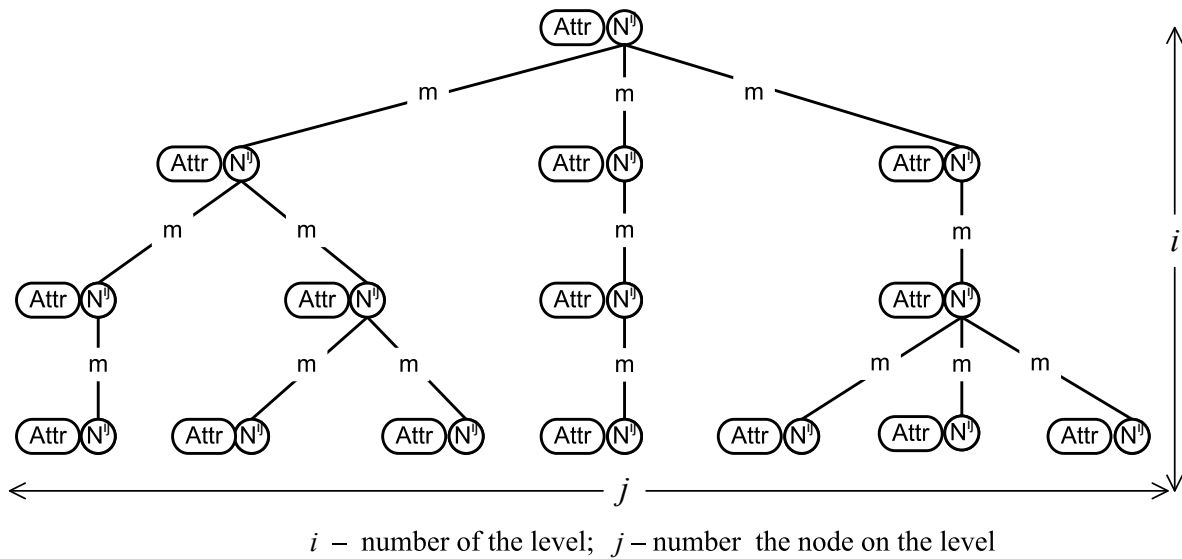 Attr N^ij
m m m
Attr N^ij Attr N^ij Attr N^ij
m m m m
i
Attr N^ij Attr N^ij Attr N^ij Attr N^ij
m m m m m m m
Attr N^ij Attr N^ij Attr N^ij Attr N^ij Attr N^ij Attr N^ij Attr N^ij
j
i – number of the level; j – number the node on the level